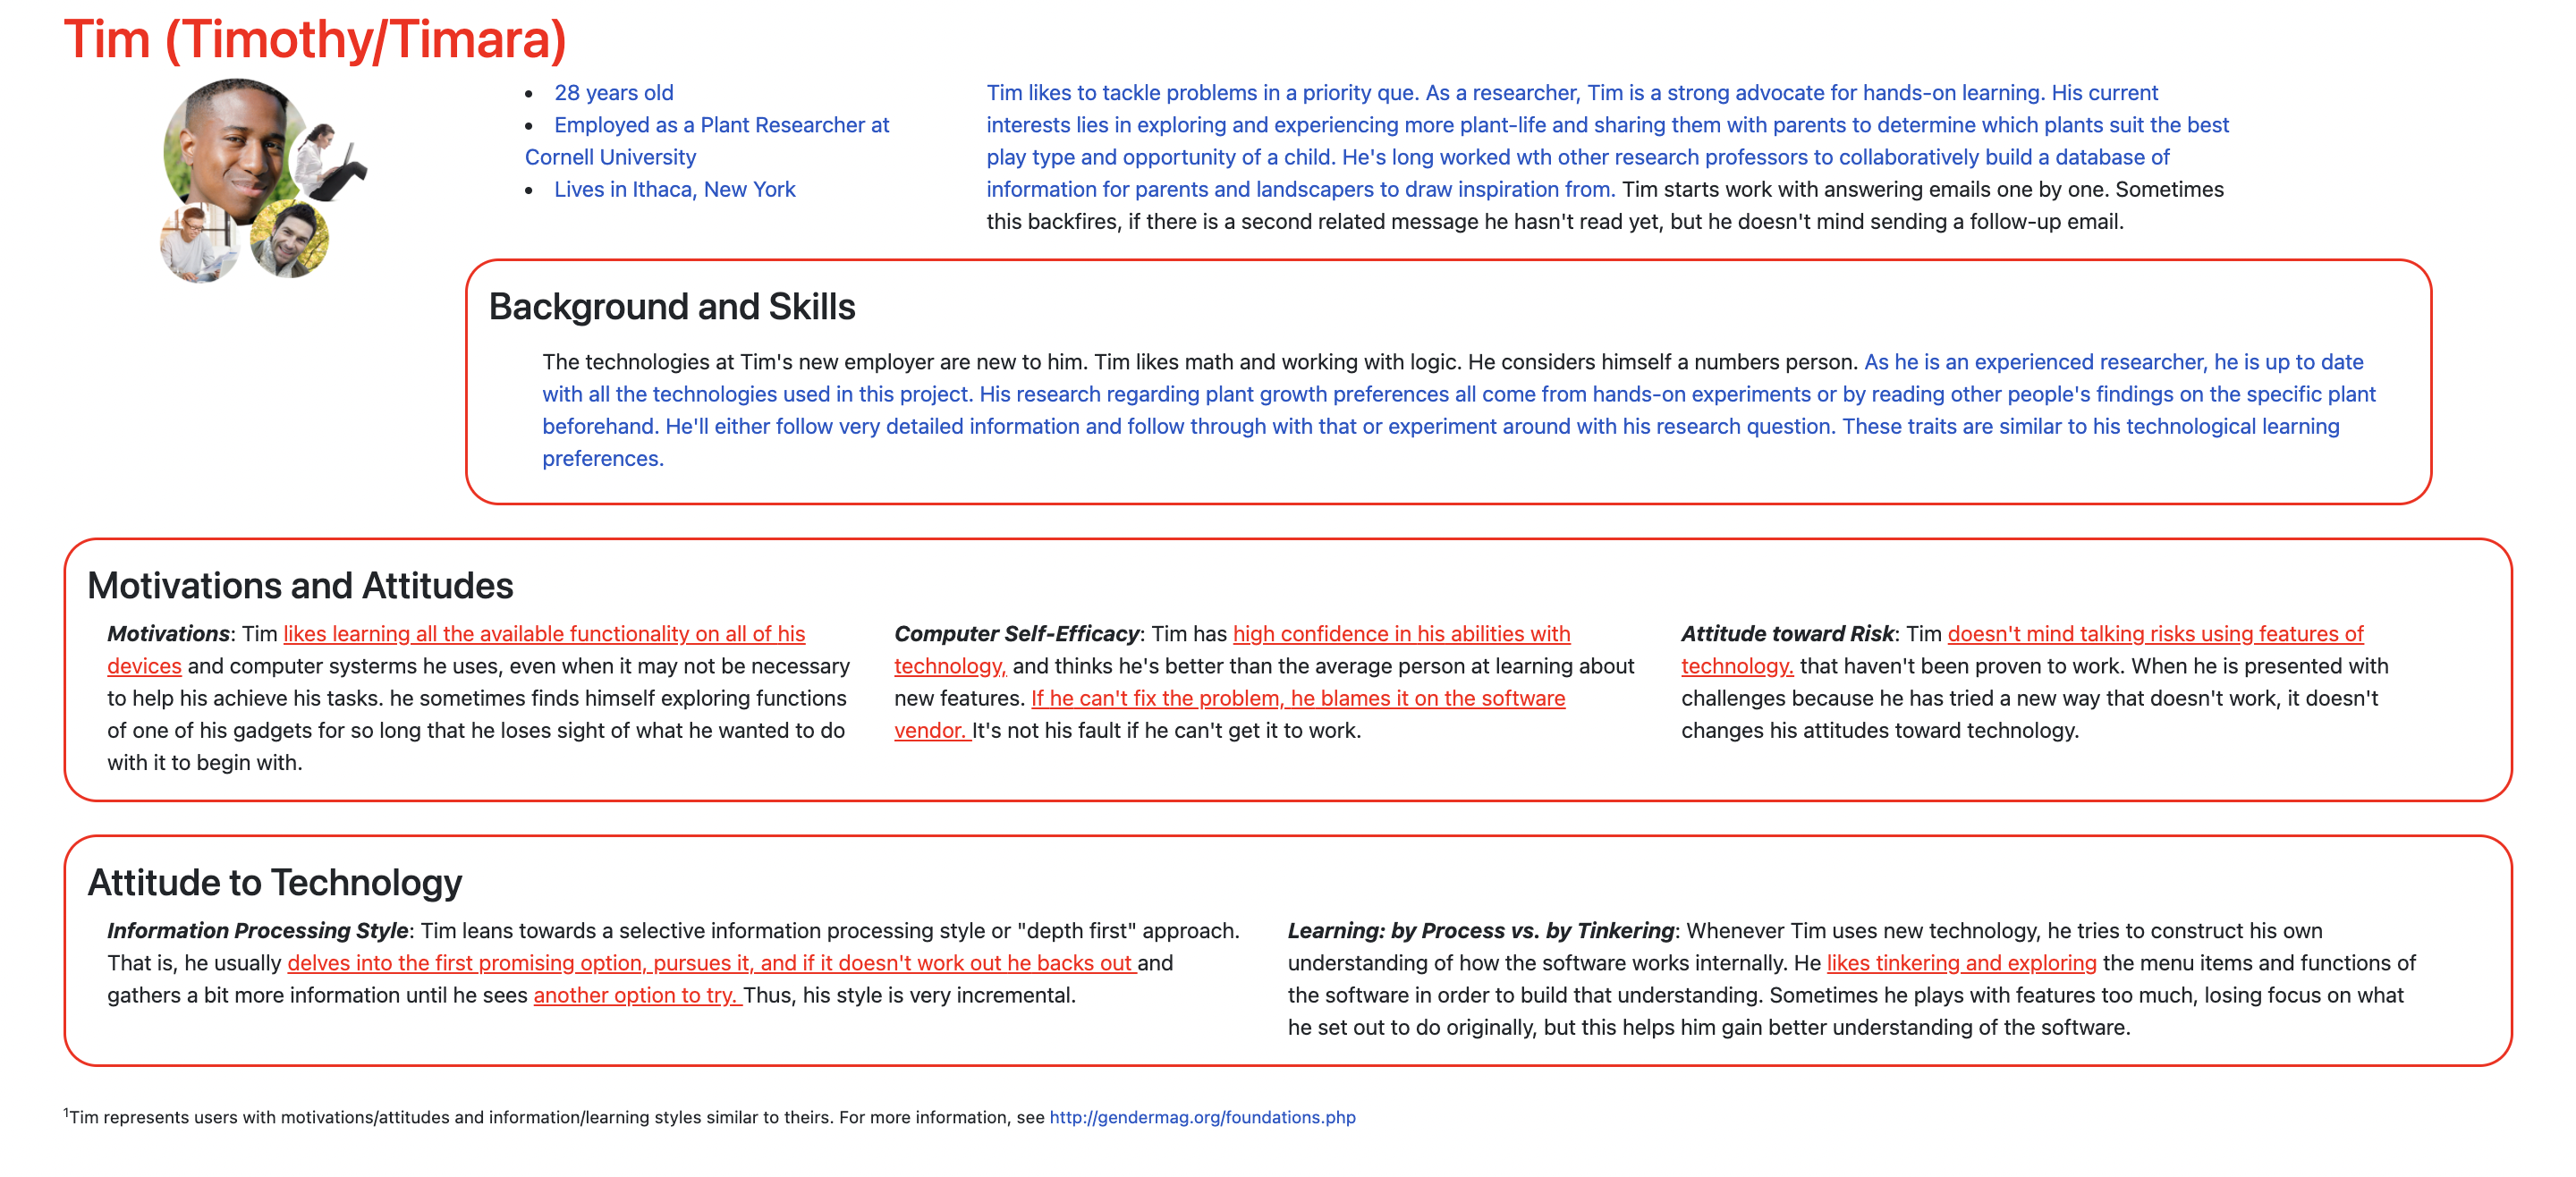 Tim (Timothy/Timara)
• 28 years old
• Employed as a Plant Researcher at
Cornell University
• Lives in Ithaca, New York
Tim likes to tackle problems in a priority que. As a researcher, Tim is a strong advocate for hands-on learning. His current
interests lies in exploring and experiencing more plant-life and sharing them with parents to determine which plants suit the best
play type and opportunity of a child. He's long worked wth other research professors to collaboratively build a database of
information for parents and landscapers to draw inspiration from. Tim starts work with answering emails one by one. Sometimes
this backfires, if there is a second related message he hasn't read yet, but he doesn't mind sending a follow-up email.
Background and Skills
The technologies at Tim's new employer are new to him. Tim likes math and working with logic. He considers himself a numbers person. As he is an experienced researcher, he is up to date
with all the technologies used in this project. His research regarding plant growth preferences all come from hands-on experiments or by reading other people's findings on the specific plant
beforehand. He'll either follow very detailed information and follow through with that or experiment around with his research question. These traits are similar to his technological learning
preferences.
Motivations and Attitudes
Motivations: Tim likes learning all the available functionality on all of his
devices and computer systerms he uses, even when it may not be necessary
to help his achieve his tasks. he sometimes finds himself exploring functions
of one of his gadgets for so long that he loses sight of what he wanted to do
with it to begin with.
Computer Self-Efficacy: Tim has high confidence in his abilities with
technology, and thinks he's better than the average person at learning about
new features. If he can't fix the problem, he blames it on the software
vendor. It's not his fault if he can't get it to work.
Attitude toward Risk: Tim doesn't mind talking risks using features of
technology. that haven't been proven to work. When he is presented with
challenges because he has tried a new way that doesn't work, it doesn't
changes his attitudes toward technology.
Attitude to Technology
Information Processing Style: Tim leans towards a selective information processing style or "depth first" approach.
That is, he usually delves into the first promising option, pursues it, and if it doesn't work out he backs out and
gathers a bit more information until he sees another option to try. Thus, his style is very incremental.
Learning: by Process vs. by Tinkering: Whenever Tim uses new technology, he tries to construct his own
understanding of how the software works internally. He likes tinkering and exploring the menu items and functions of
the software in order to build that understanding. Sometimes he plays with features too much, losing focus on what
he set out to do originally, but this helps him gain better understanding of the software.
1Tim represents users with motivations/attitudes and information/learning styles similar to theirs. For more information, see http://gendermag.org/foundations.php